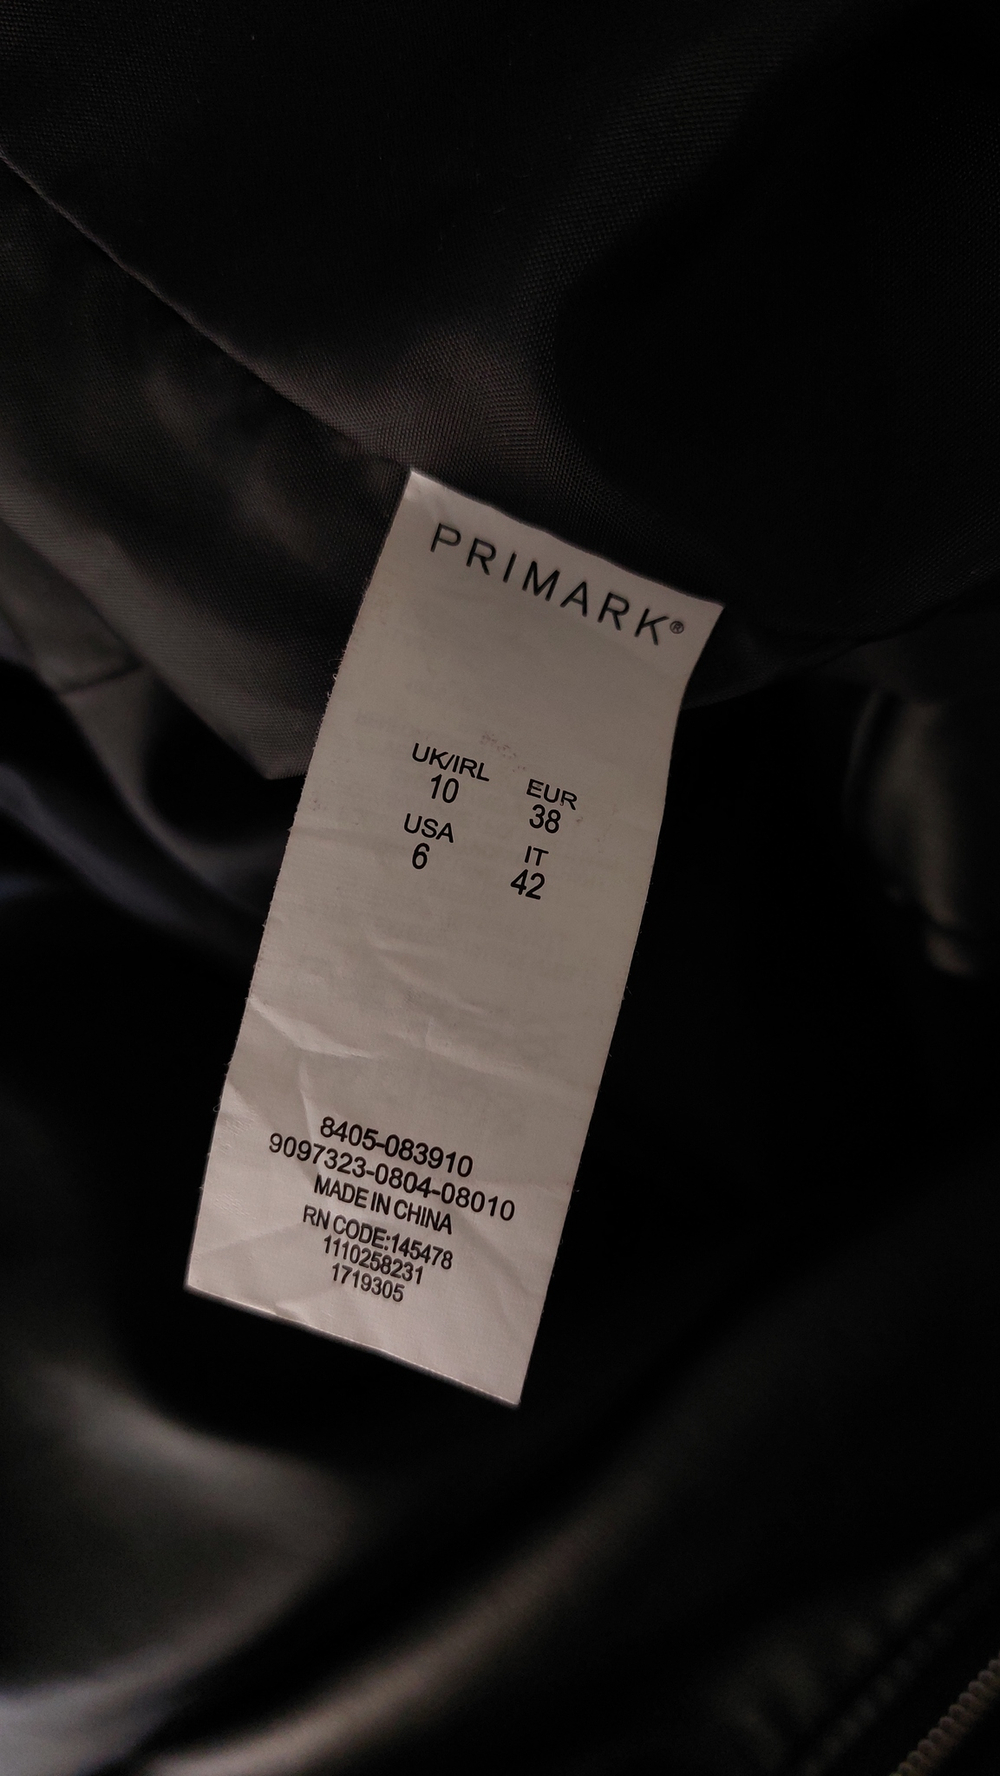 PRIMARK®
UK/IRL EUR
10 38
USA IT
6 42
8405-083910
9097323-0804-08010
MADE IN CHINA
RN CODE:145478
1110258231
1719305